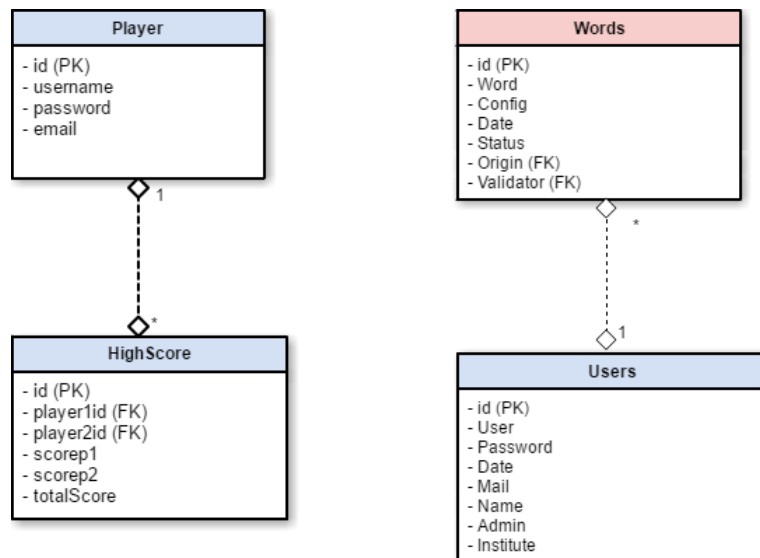 Player
- id (PK)
- username
- password
- email
1
*
HighScore
- id (PK)
- player1id (FK)
- player2id (FK)
- scorep1
- scorep2
- totalScore
Words
- id (PK)
- Word
- Config
- Date
- Status
- Origin (FK)
- Validator (FK)
*
1
Users
- id (PK)
- User
- Password
- Date
- Mail
- Name
- Admin
- Institute